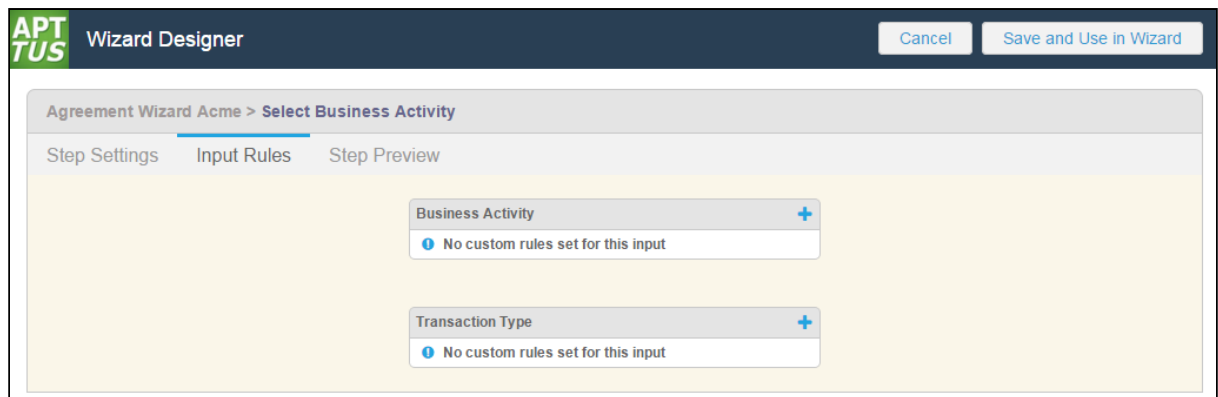 APT
TUS
Wizard Designer
Cancel
Save and Use in Wizard
Agreement Wizard Acme > Select Business Activity
Step Settings
Input Rules
Step Preview
Business Activity
No custom rules set for this input
Transaction Type
No custom rules set for this input